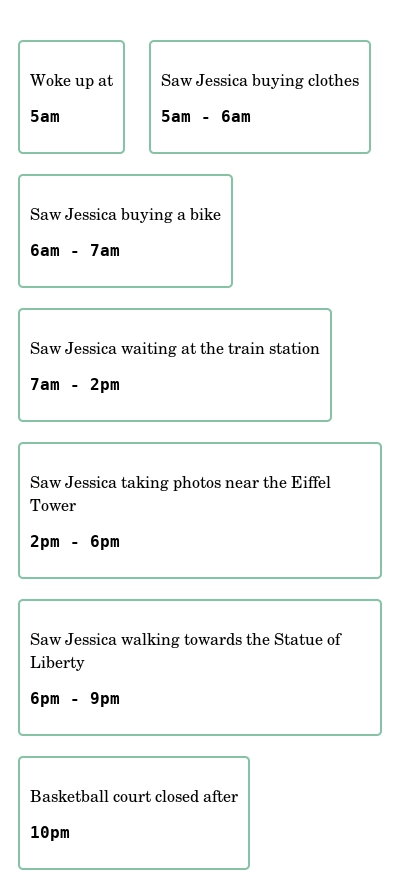 Woke up at
5am
Saw Jessica buying clothes
5am - 6am
Saw Jessica buying a bike
6am - 7am
Saw Jessica waiting at the train station
7am - 2pm
Saw Jessica taking photos near the Eiffel
Tower
2pm - 6pm
Saw Jessica walking towards the Statue of
Liberty
6pm - 9pm
Basketball court closed after
10pm